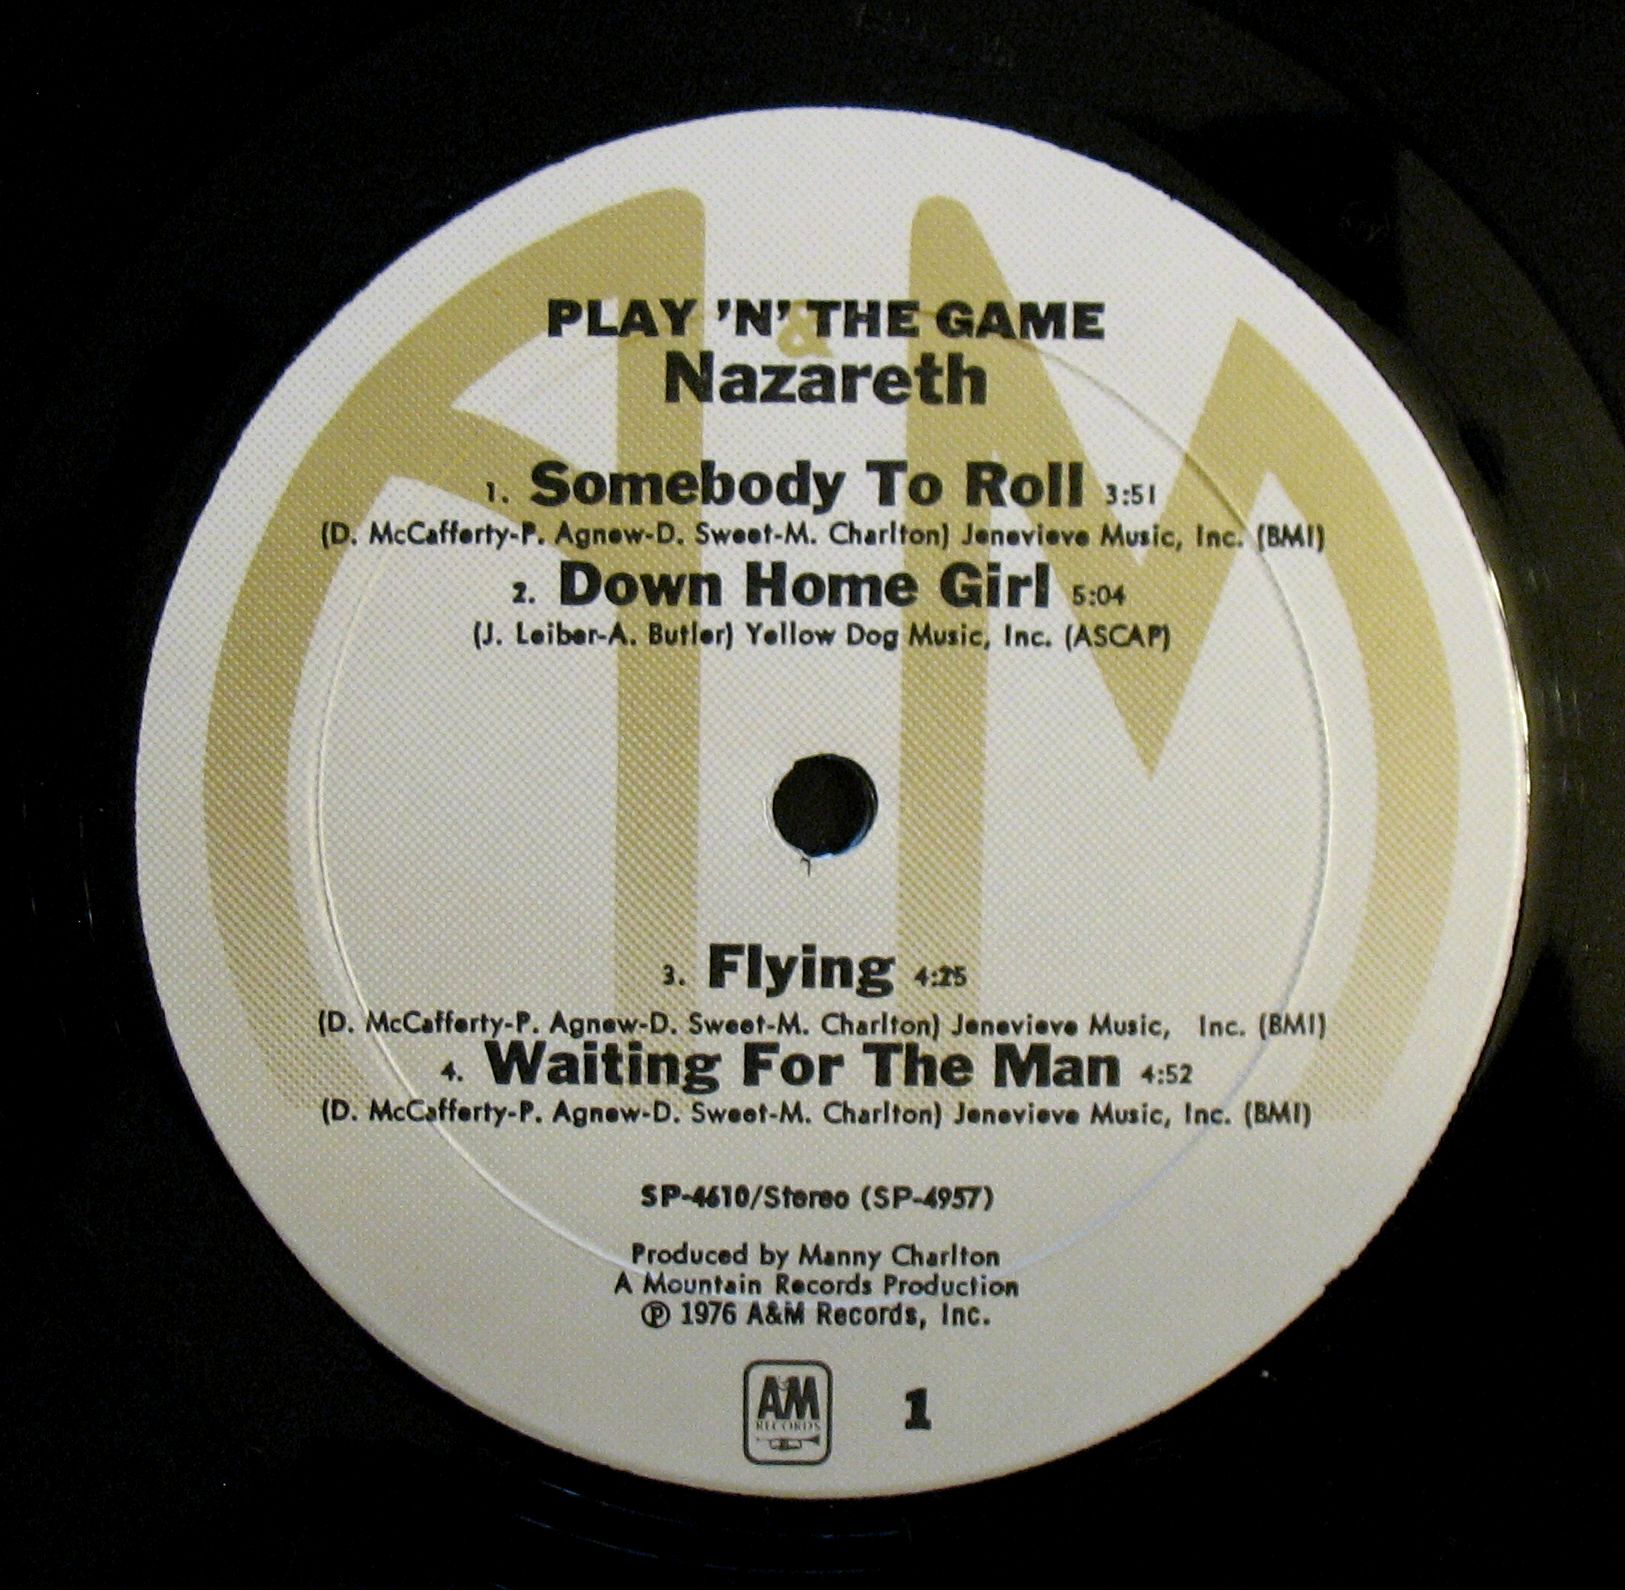 PLAY 'N' THE GAME
Nazareth
1. Somebody To Roll 3:51
(D. McCafferty-P. Agnew-D. Sweet-M. Charlton) Jenevieve Music, Inc. (BMI)
2. Down Home Girl 5:04
(J. Leiber-A. Butler) Yellow Dog Music, Inc. (ASCAP)
3. Flying 4:25
(D. McCafferty-P. Agnew-D. Sweet-M. Charlton) Jenevieve Music, Inc. (BMI)
4. Waiting For The Man 4:52
(D. McCafferty-P. Agnew-D. Sweet-M. Charlton) Jenevieve Music, Inc. (BMI)
SP-4610/Stereo (SP-4957)
Produced by Manny Charlton
A Mountain Records Production
℗ 1976 A&M Records, Inc.
A&M
RECORDS
1